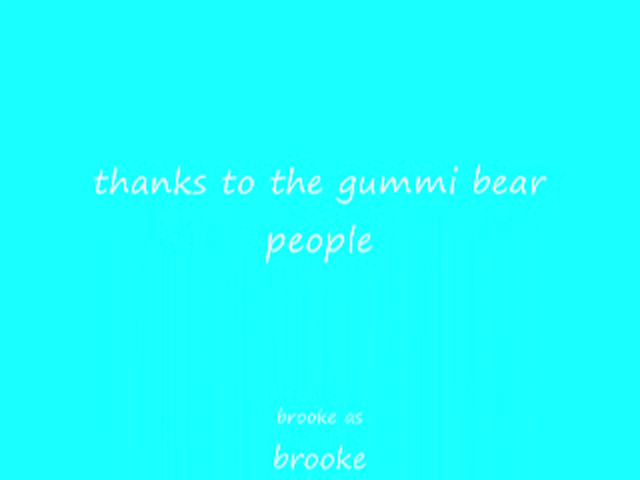 thanks to the gummi bear
people
brooke as
brooke